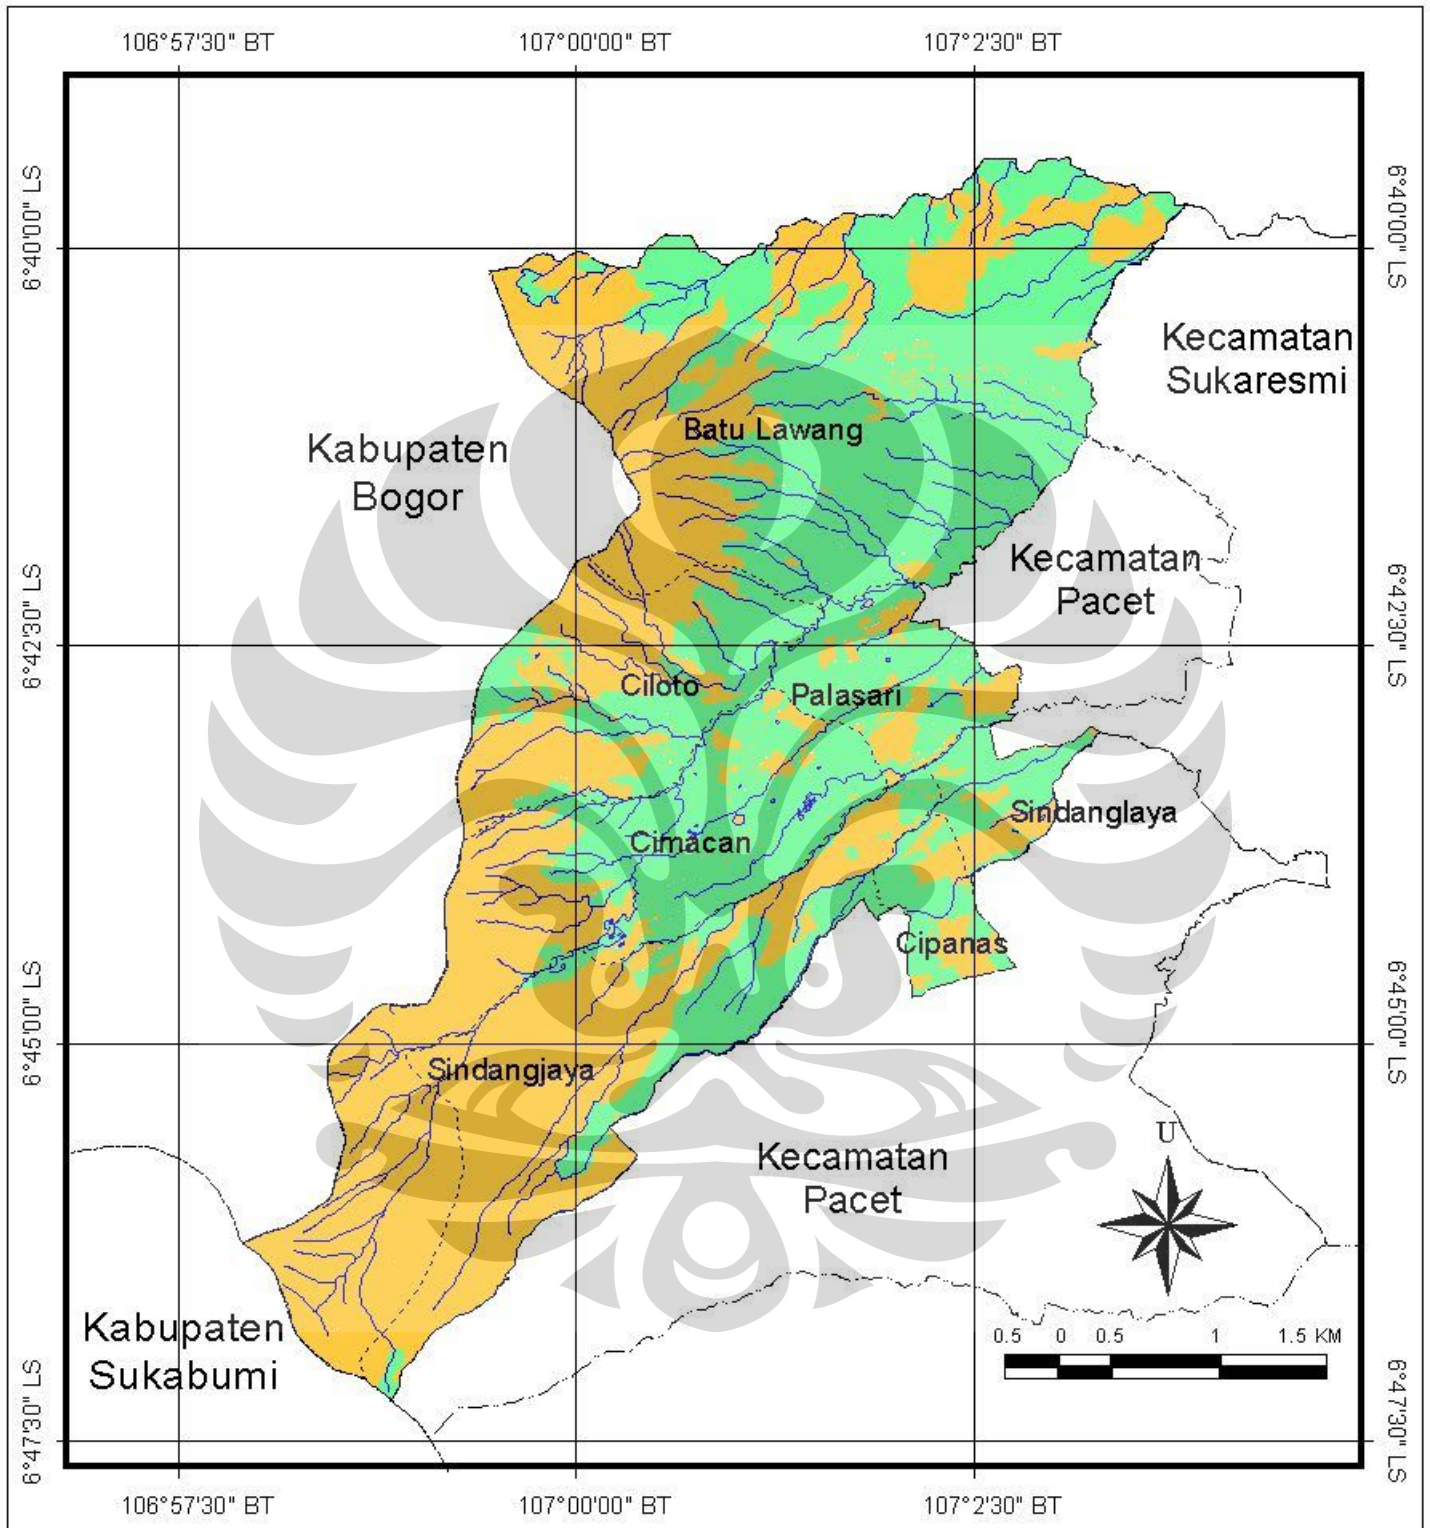 106°57'30" BT
107°00'00" BT
107°2'30" BT
6°40'00" LS
6°40'00" LS
Kecamatan
Sukaresmi
Batu Lawang
Kabupaten
Bogor
Kecamatan
Pacet
6°42'30" LS
6°42'30" LS
Ciloto
Palasari
Sindanglaya
Cimacan
Cipanas
6°45'00" LS
6°45'00" LS
Sindangjaya
U
Kecamatan
Pacet
Kabupaten
Sukabumi
0.5 0 0.5 1 1.5 KM
6°47'30" LS
6°47'30" LS
106°57'30" BT
107°00'00" BT
107°2'30" BT